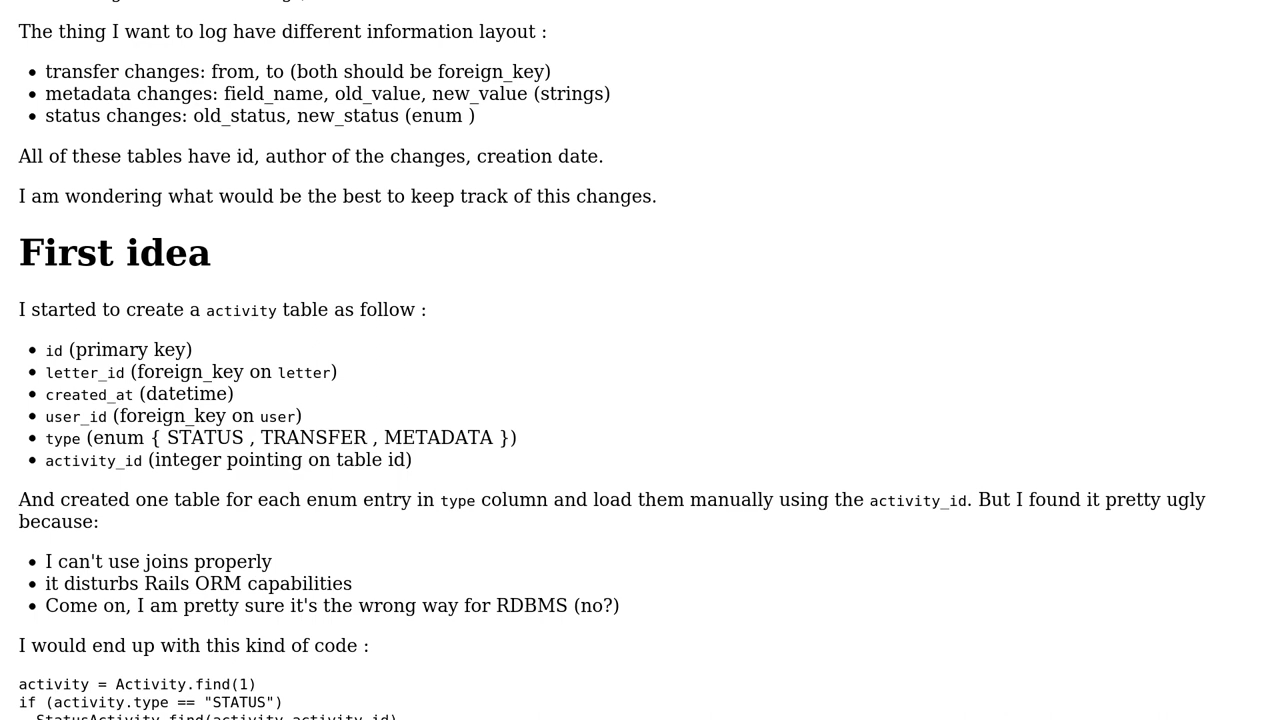 The thing I want to log have different information layout :
transfer changes: from, to (both should be foreign_key)
metadata changes: field_name, old_value, new_value (strings)
status changes: old_status, new_status (enum )
All of these tables have id, author of the changes, creation date.
I am wondering what would be the best to keep track of this changes.
First idea
I started to create a activity table as follow :
id (primary key)
letter_id (foreign_key on letter)
created_at (datetime)
user_id (foreign_key on user)
type (enum { STATUS , TRANSFER , METADATA })
activity_id (integer pointing on table id)
And created one table for each enum entry in type column and load them manually using the activity_id. But I found it pretty ugly
because:
I can't use joins properly
it disturbs Rails ORM capabilities
Come on, I am pretty sure it's the wrong way for RDBMS (no?)
I would end up with this kind of code :
activity = Activity.find(1)
if (activity.type == "STATUS")
StatusActivity.find(activity.activity_id)